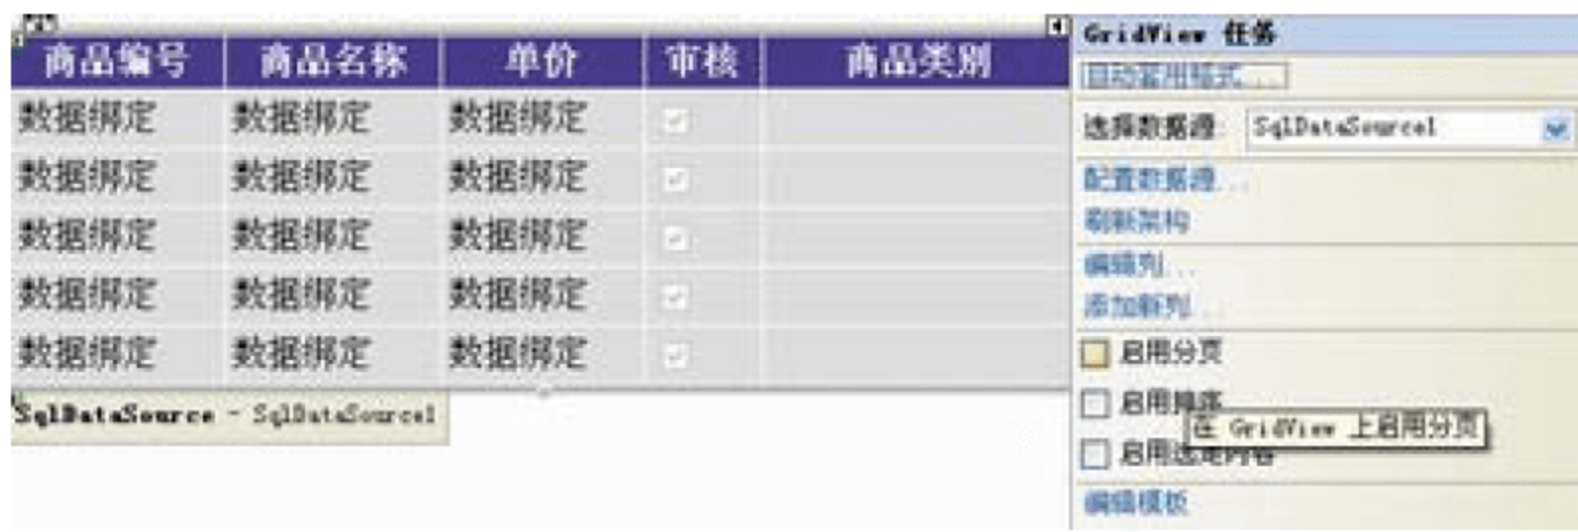 商品编号 商品名称 单价 审核 商品类别
数据绑定 数据绑定 数据绑定
数据绑定 数据绑定 数据绑定
数据绑定 数据绑定 数据绑定
数据绑定 数据绑定 数据绑定
数据绑定 数据绑定 数据绑定
SqlDataSource - SqlDataSource1
GridView 任务
自动套用格式...
选择数据源: SqlDataSource1
配置数据源...
刷新架构
编辑列...
添加新列...
启用分页
启用排序
在 GridView 上启用分页
启用选定内容
编辑模板